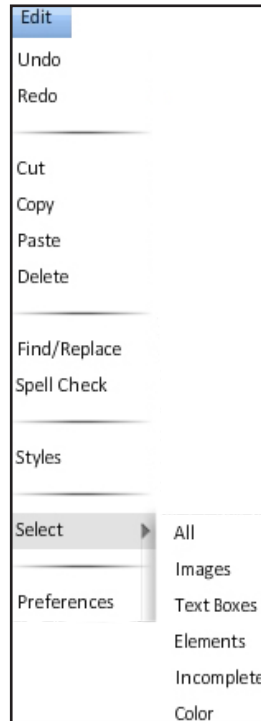 Edit
Undo
Redo
Cut
Copy
Paste
Delete
Find/Replace
Spell Check
Styles
Select
All
Images
Preferences
Text Boxes
Elements
Incomplete
Color